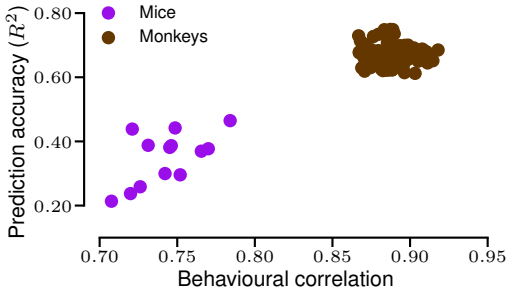 Mice
Monkeys
Prediction accuracy (R²)
0.80
0.60
0.40
0.20
0.70 0.75 0.80 0.85 0.90 0.95
Behavioural correlation